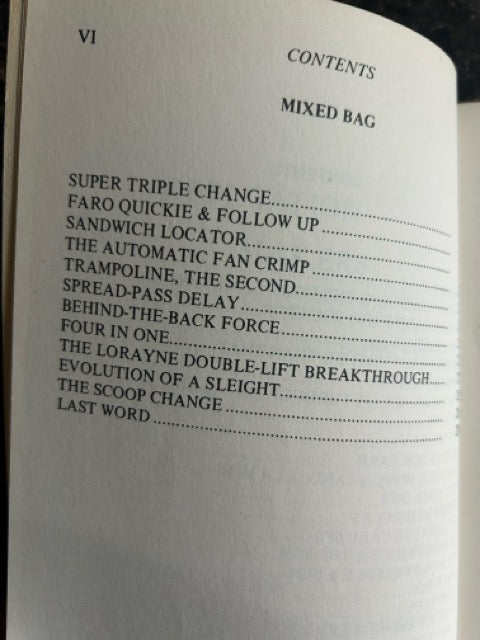 VI
CONTENTS
MIXED BAG
SUPER TRIPLE CHANGE
FARO QUICKIE & FOLLOW UP
SANDWICH LOCATOR
THE AUTOMATIC FAN CRIMP
TRAMPOLINE, THE SECOND
SPREAD-PASS DELAY
BEHIND-THE-BACK FORCE
FOUR IN ONE
THE LORAYNE DOUBLE-LIFT BREAKTHROUGH
EVOLUTION OF A SLEIGHT
THE SCOOP CHANGE
LAST WORD